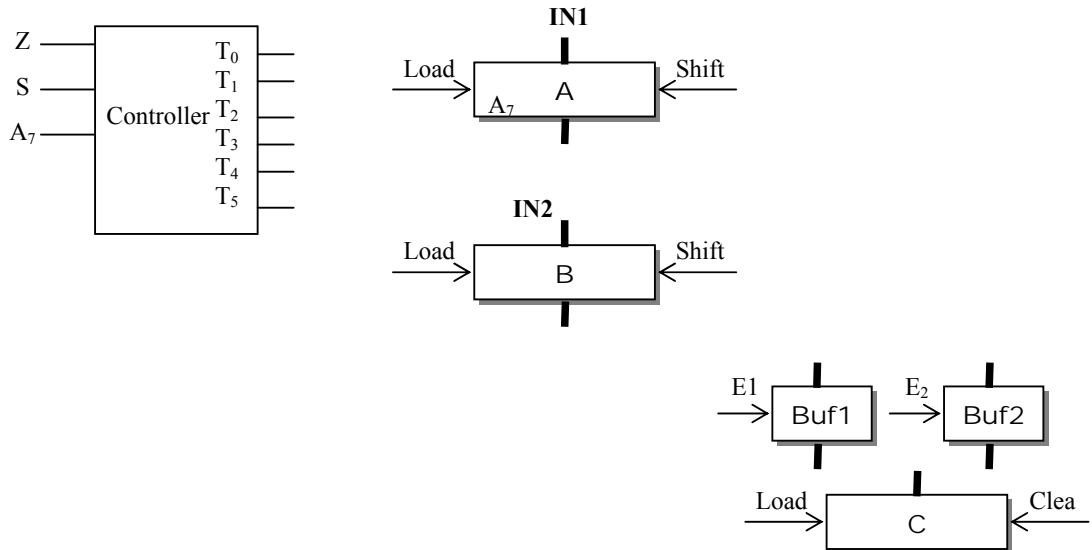 Z
S
A₇
Controller
T₀
T₁
T₂
T₃
T₄
T₅
IN1
Load
A
A₇
Shift
IN2
Load
B
Shift
E1
Buf1
E₂
Buf2
Load
C
Clea